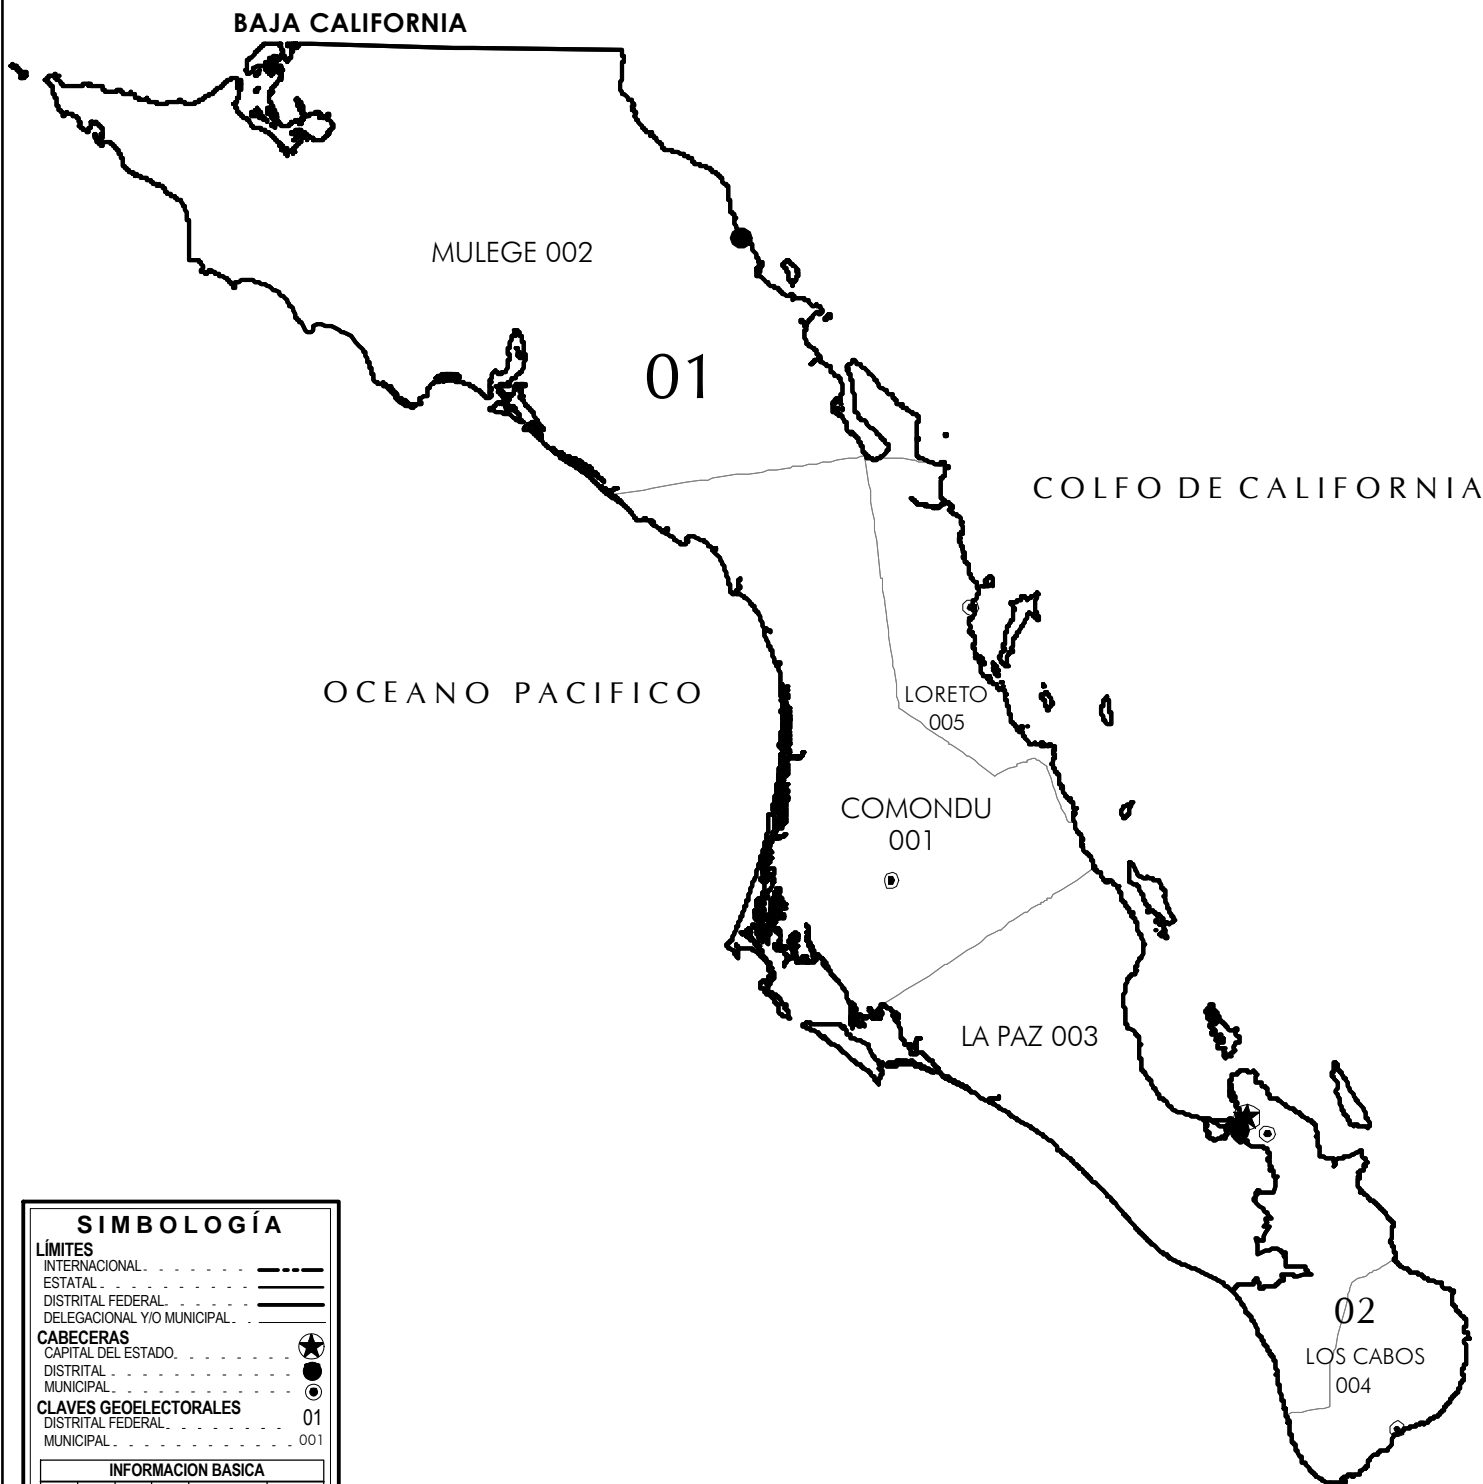 BAJA CALIFORNIA
MULEGE 002
01
COLFO DE CALIFORNIA
OCEANO PACIFICO
LORETO
005
COMONDU
001
LA PAZ 003
02
LOS CABOS
004
SIMBOLOGÍA
LÍMITES
INTERNACIONAL
ESTATAL
DISTRITAL FEDERAL
DELEGACIONAL Y/O MUNICIPAL
CABECERAS
CAPITAL DEL ESTADO
DISTRITAL
MUNICIPAL
CLAVES GEOELECTORALES
DISTRITAL FEDERAL 01
MUNICIPAL 001
INFORMACION BASICA